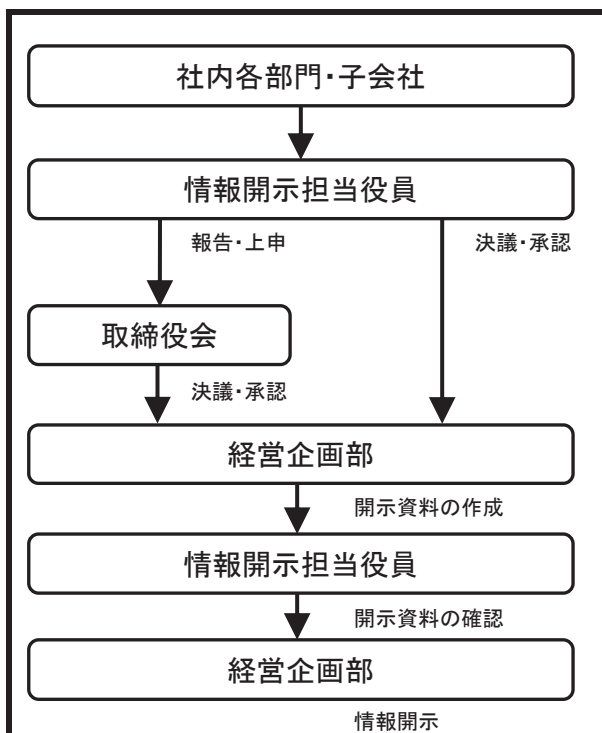 社内各部門・子会社
情報開示担当役員
報告・上申
決議・承認
取締役会
決議・承認
経営企画部
開示資料の作成
情報開示担当役員
開示資料の確認
経営企画部
情報開示